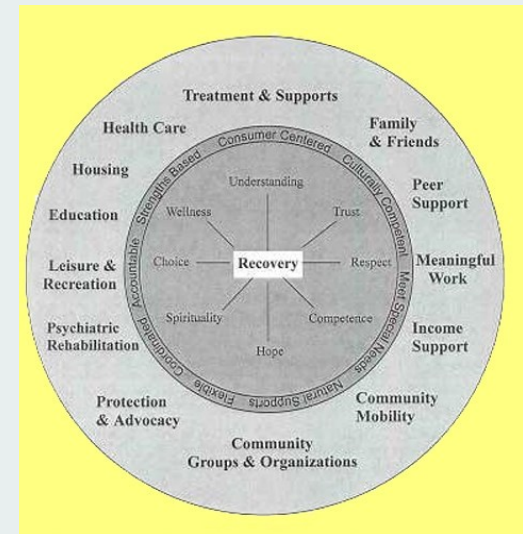 Treatment & Supports
Family
& Friends
Peer
Support
Meaningful
Work
Income
Support
Community
Mobility
Community
Groups & Organizations
Protection
& Advocacy
Psychiatric
Rehabilitation
Leisure &
Recreation
Education
Housing
Health Care
Consumer Centered
Culturally Competent
Meet Special Needs
Natural Supports
Flexible
Coordinated
Accountable
Strengths Based
Understanding
Trust
Respect
Competence
Hope
Spirituality
Choice
Wellness
Recovery